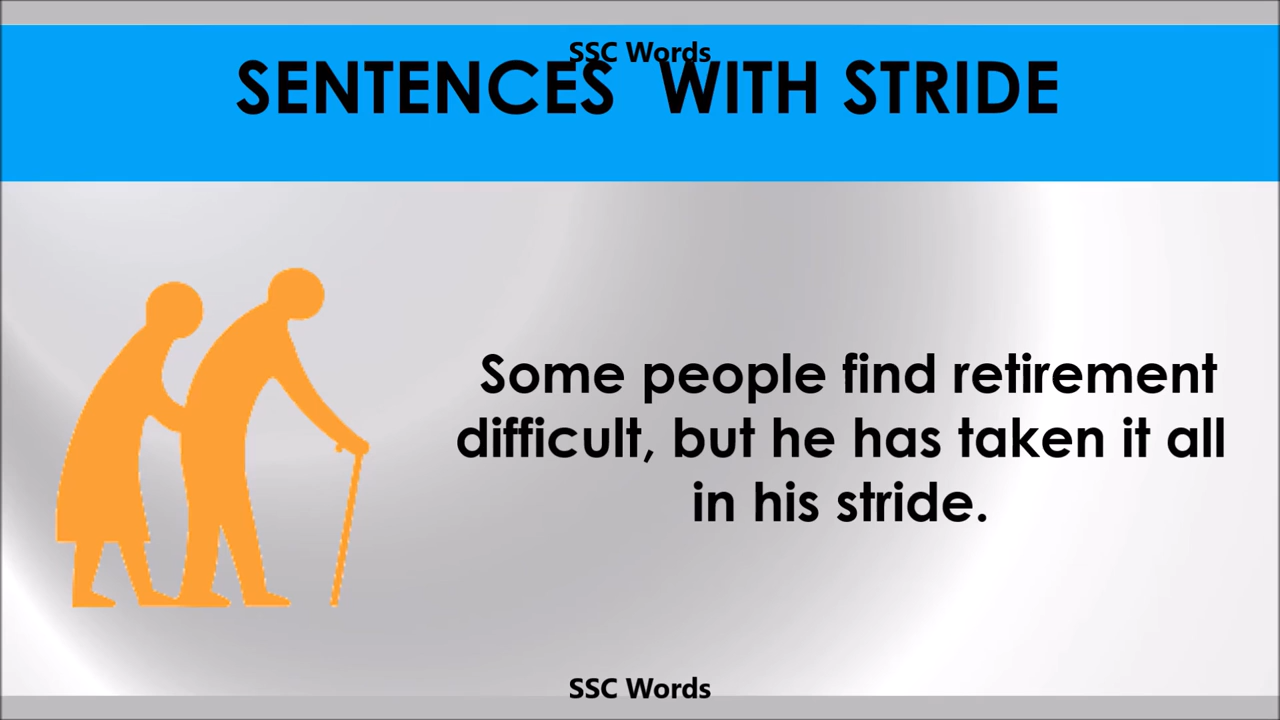 SSC Words
SENTENCES WITH STRIDE
Some people find retirement
difficult, but he has taken it all
in his stride.
SSC Words